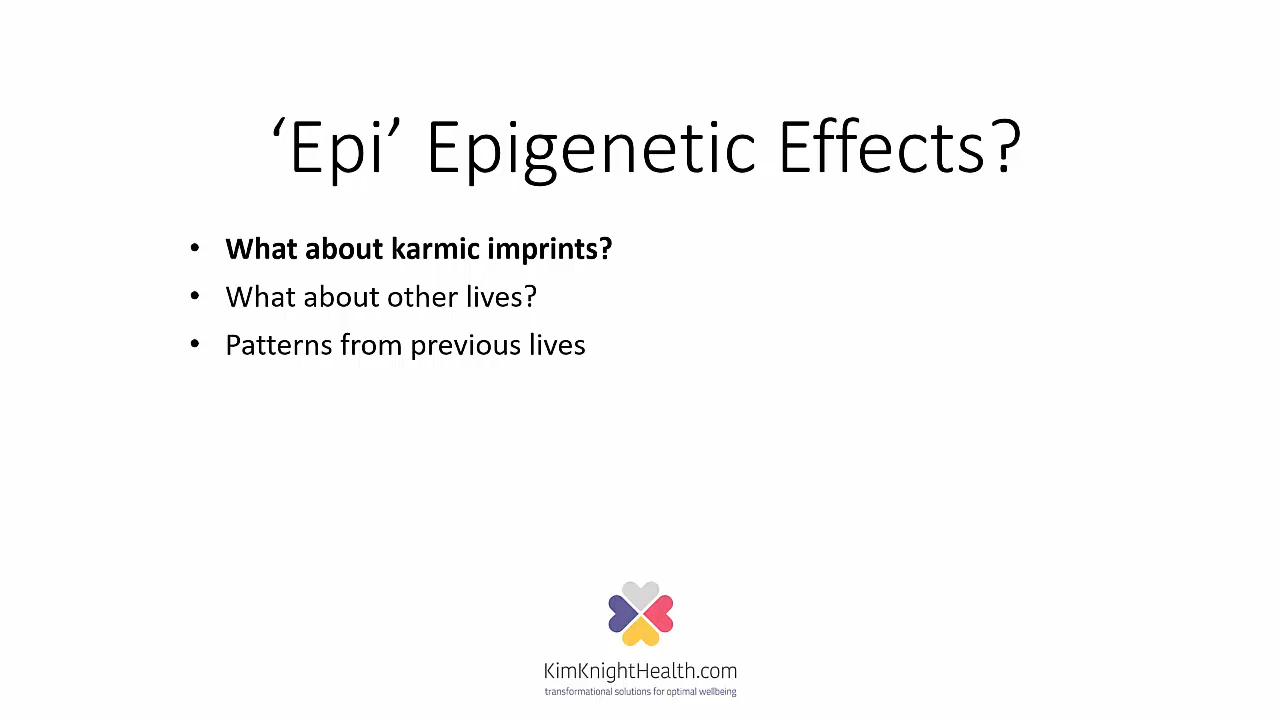 ‘Epi’ Epigenetic Effects?
• What about karmic imprints?
• What about other lives?
• Patterns from previous lives
KimKnightHealth.com
transformational solutions for optimal wellbeing